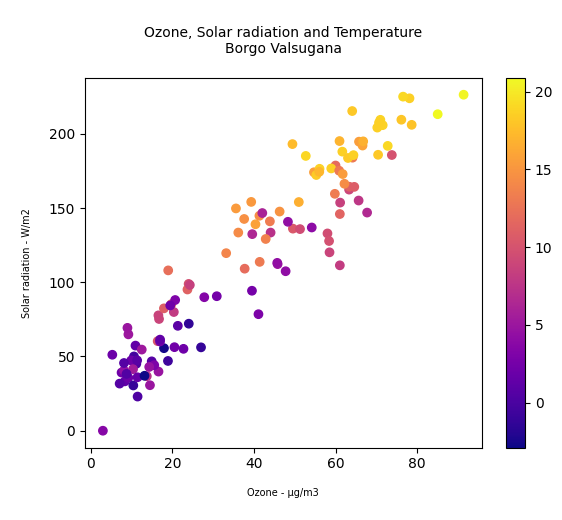 Ozone, Solar radiation and Temperature
Borgo Valsugana
200
150
100
50
0
Solar radiation - W/m2
0 20 40 60 80
Ozone - µg/m3
20
15
10
5
0